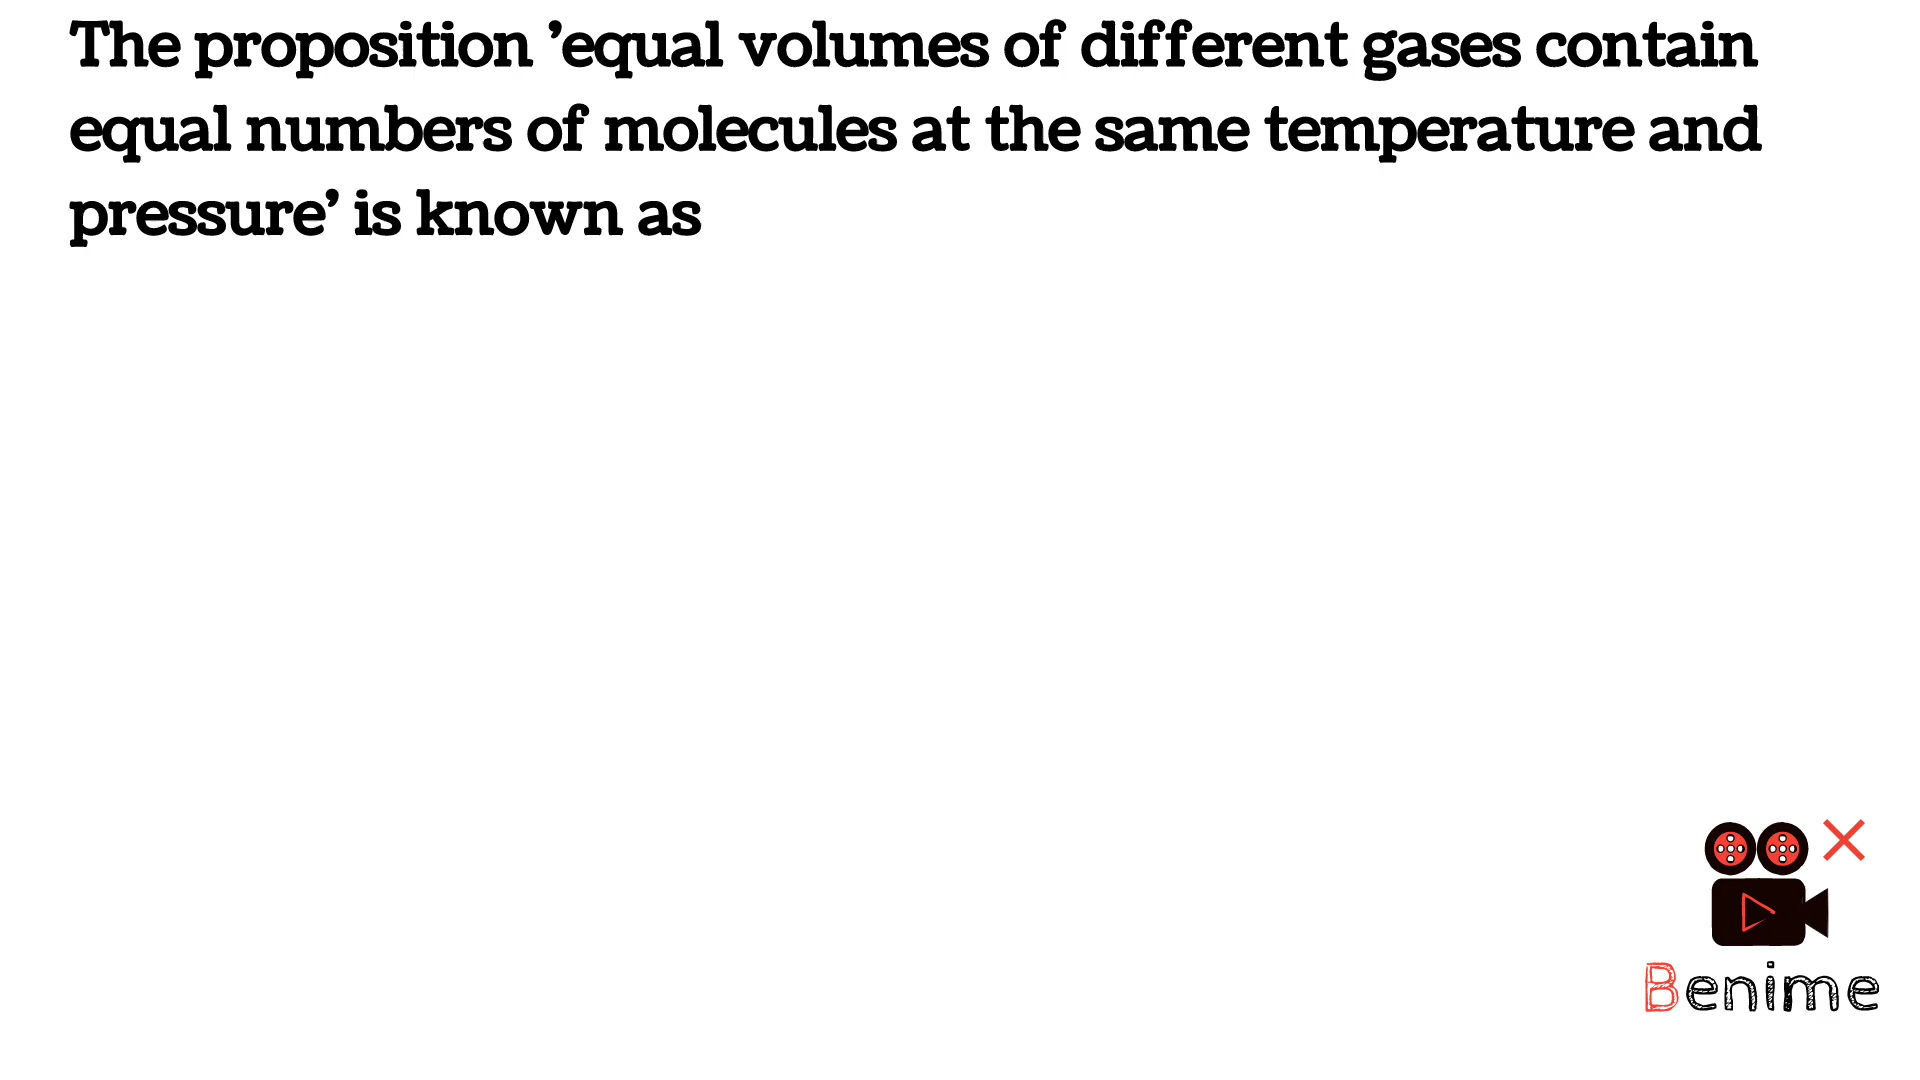 The proposition ’equal volumes of different gases contain
equal numbers of molecules at the same temperature and
pressure’ is known as
Benime